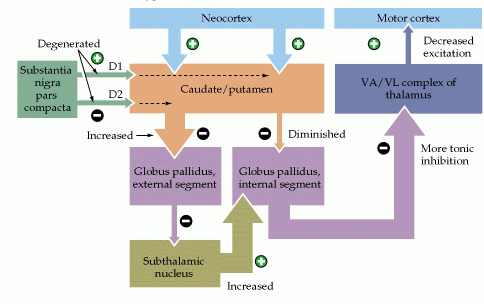 Neocortex
Motor cortex
Degenerated
D1
D2
Decreased
excitation
Substantia
nigra
pars
compacta
Caudate/putamen
VA/VL complex of
thalamus
Increased
Diminished
More tonic
inhibition
Globus pallidus,
external segment
Globus pallidus,
internal segment
Subthalamic
nucleus
Increased